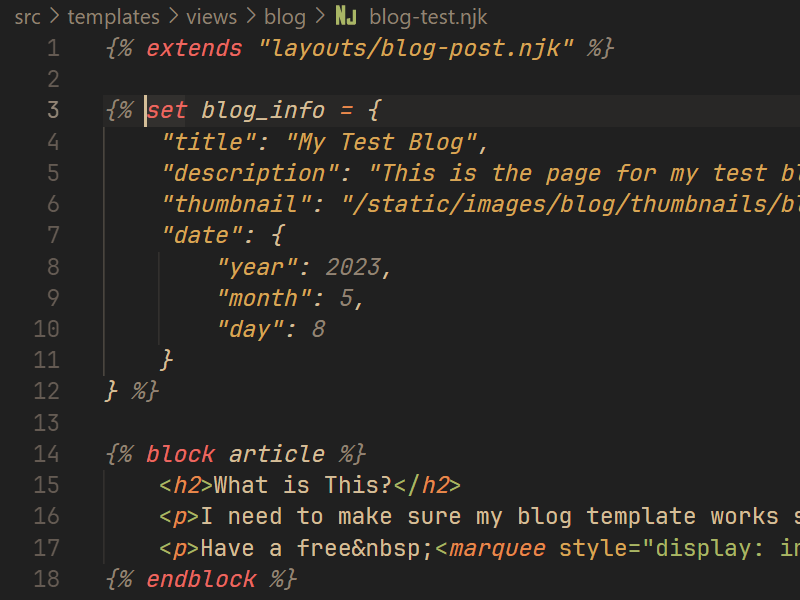 src > templates > views > blog > NJ blog-test.njk
1 {% extends "layouts/blog-post.njk" %}
2
3 {% set blog_info = {
4 "title": "My Test Blog",
5 "description": "This is the page for my test bl
6 "thumbnail": "/static/images/blog/thumbnails/bl
7 "date": {
8 "year": 2023,
9 "month": 5,
10 "day": 8
11 }
12 } %}
13
14 {% block article %}
15 <h2>What is This?</h2>
16 <p>I need to make sure my blog template works s
17 <p>Have a free&nbsp;<marquee style="display: in
18 {% endblock %}